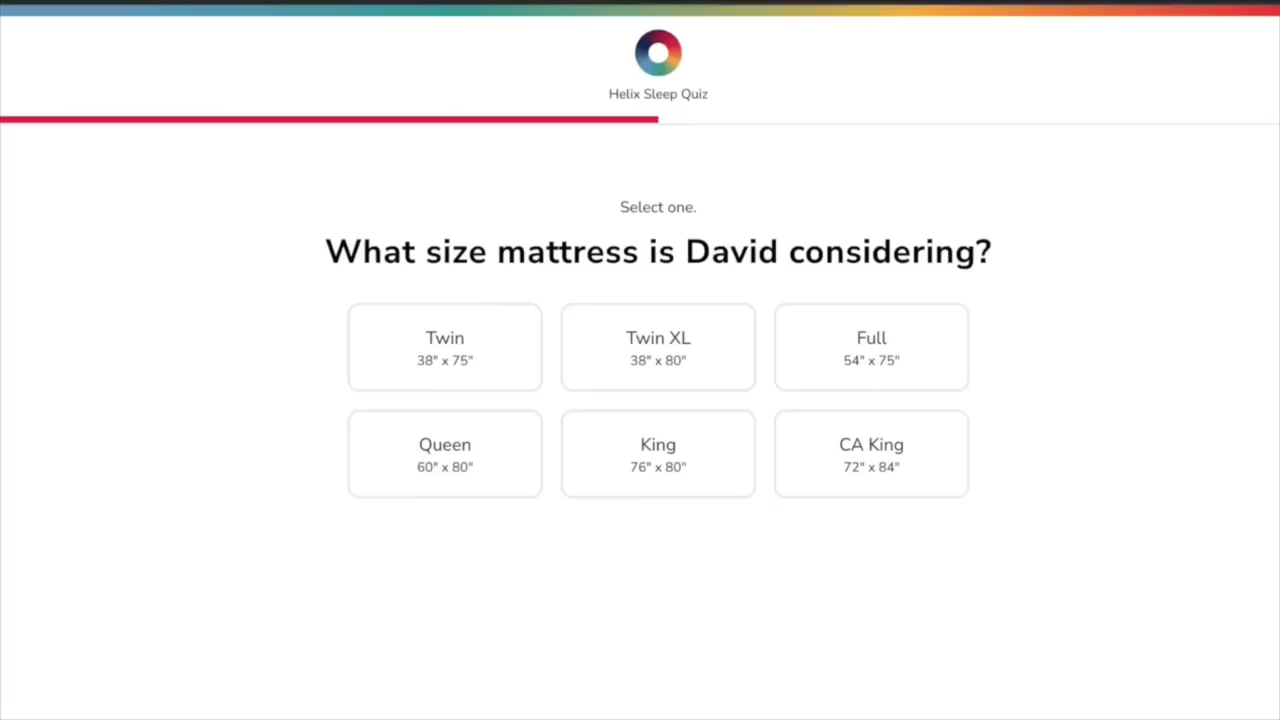 Helix Sleep Quiz
Select one.
What size mattress is David considering?
Twin
38" x 75"
Twin XL
38" x 80"
Full
54" x 75"
Queen
60" x 80"
King
76" x 80"
CA King
72" x 84"